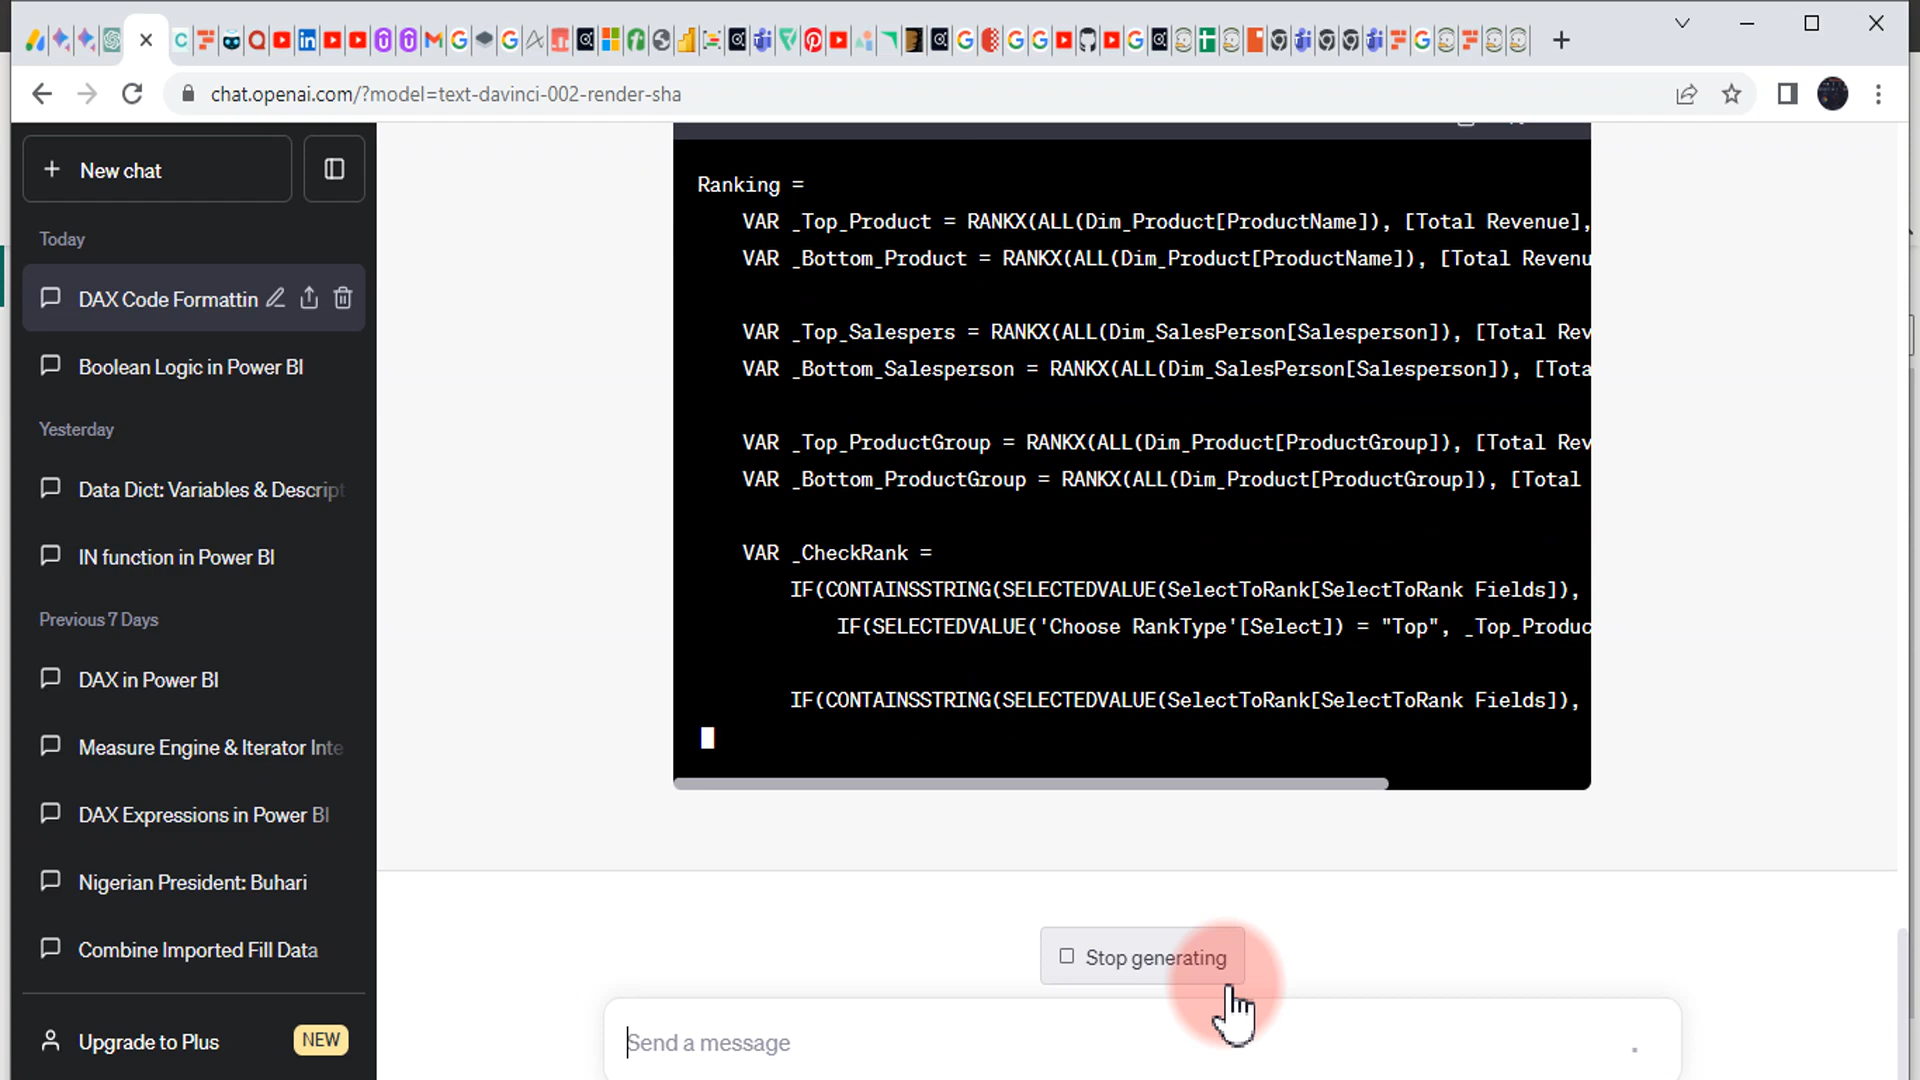 chat.openai.com/?model=text-davinci-002-render-sha
New chat
Today
DAX Code Formattin
Boolean Logic in Power BI
Yesterday
Data Dict: Variables & Descript
IN function in Power BI
Previous 7 Days
DAX in Power BI
Measure Engine & Iterator Inte
DAX Expressions in Power BI
Nigerian President: Buhari
Combine Imported Fill Data
Upgrade to Plus NEW
Ranking =
VAR _Top_Product = RANKX(ALL(Dim_Product[ProductName]), [Total Revenue],
VAR _Bottom_Product = RANKX(ALL(Dim_Product[ProductName]), [Total Revenu
VAR _Top_Salespers = RANKX(ALL(Dim_SalesPerson[Salesperson]), [Total Rev
VAR _Bottom_Salesperson = RANKX(ALL(Dim_SalesPerson[Salesperson]), [Tota
VAR _Top_ProductGroup = RANKX(ALL(Dim_Product[ProductGroup]), [Total Rev
VAR _Bottom_ProductGroup = RANKX(ALL(Dim_Product[ProductGroup]), [Total
VAR _CheckRank =
IF(CONTAINSSTRING(SELECTEDVALUE(SelectToRank[SelectToRank Fields]),
IF(SELECTEDVALUE('Choose RankType'[Select]) = "Top", _Top_Produc
IF(CONTAINSSTRING(SELECTEDVALUE(SelectToRank[SelectToRank Fields]),
Stop generating
Send a message